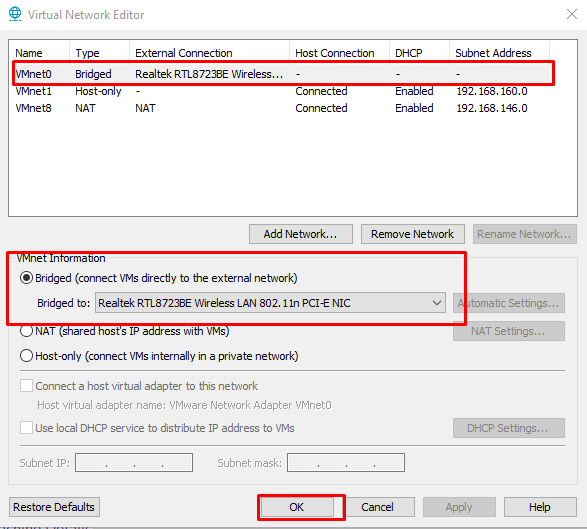 Virtual Network Editor
Name Type External Connection Host Connection DHCP Subnet Address
VMnet0 Bridged Realtek RTL8723BE Wireless... - - -
VMnet1 Host-only - Connected Enabled 192.168.160.0
VMnet8 NAT NAT Connected Enabled 192.168.146.0
Add Network... Remove Network Rename Network...
VMnet Information
Bridged (connect VMs directly to the external network)
Bridged to: Realtek RTL8723BE Wireless LAN 802.11n PCI-E NIC Automatic Settings...
NAT (shared host's IP address with VMs) NAT Settings...
Host-only (connect VMs internally in a private network)
Connect a host virtual adapter to this network
Host virtual adapter name: VMware Network Adapter VMnet0
Use local DHCP service to distribute IP address to VMs DHCP Settings...
Subnet IP: . . . Subnet mask: . . .
Restore Defaults OK Cancel Apply Help